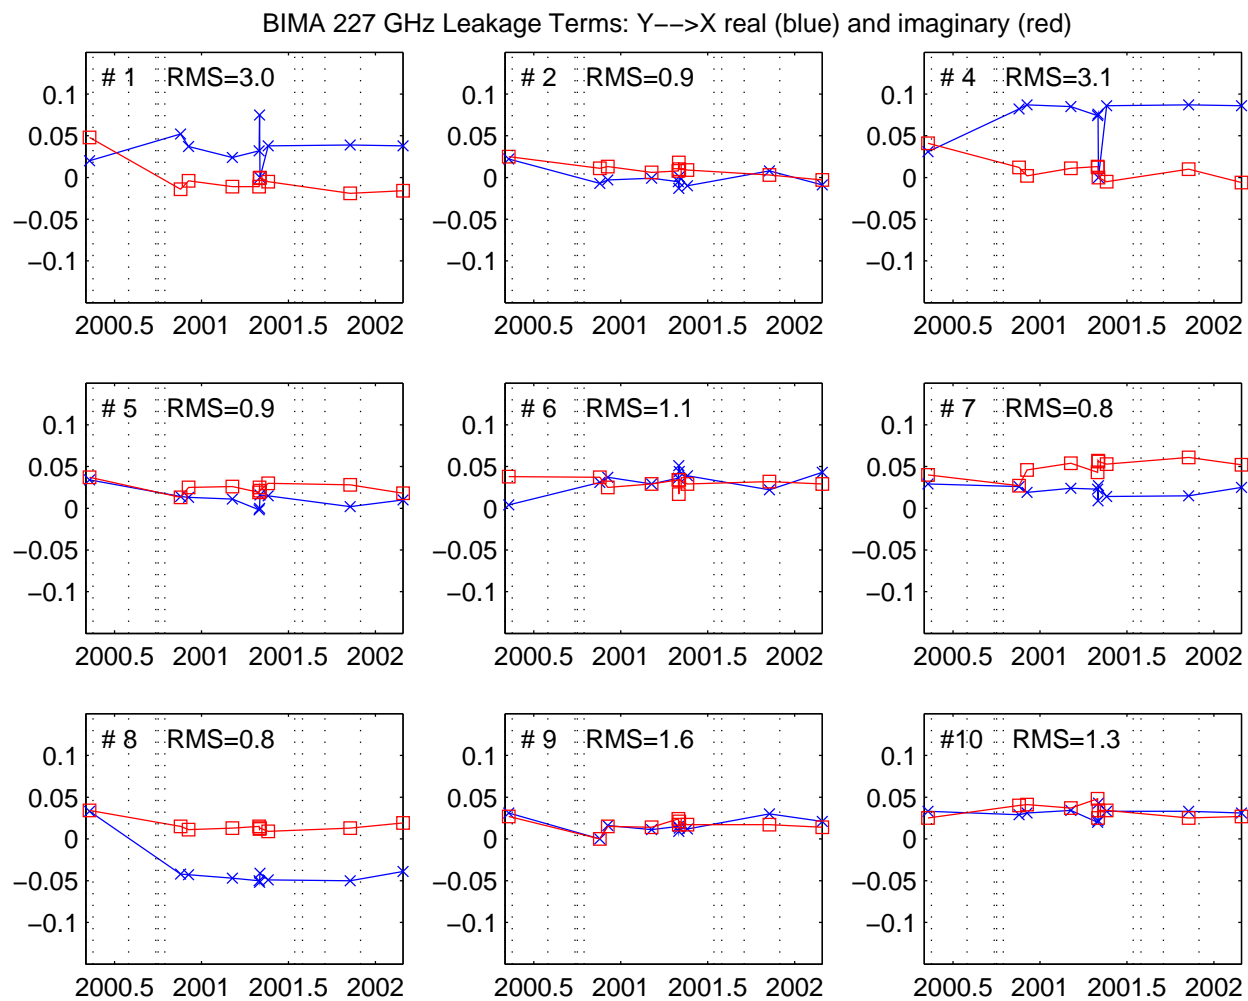 BIMA 227 GHz Leakage Terms: Y−−>X real (blue) and imaginary (red)
# 1 RMS=3.0
0.1
0.05
0
−0.05
−0.1
2000.5 2001 2001.5 2002
# 2 RMS=0.9
0.1
0.05
0
−0.05
−0.1
2000.5 2001 2001.5 2002
# 4 RMS=3.1
0.1
0.05
0
−0.05
−0.1
2000.5 2001 2001.5 2002
# 5 RMS=0.9
0.1
0.05
0
−0.05
−0.1
2000.5 2001 2001.5 2002
# 6 RMS=1.1
0.1
0.05
0
−0.05
−0.1
2000.5 2001 2001.5 2002
# 7 RMS=0.8
0.1
0.05
0
−0.05
−0.1
2000.5 2001 2001.5 2002
# 8 RMS=0.8
0.1
0.05
0
−0.05
−0.1
2000.5 2001 2001.5 2002
# 9 RMS=1.6
0.1
0.05
0
−0.05
−0.1
2000.5 2001 2001.5 2002
#10 RMS=1.3
0.1
0.05
0
−0.05
−0.1
2000.5 2001 2001.5 2002